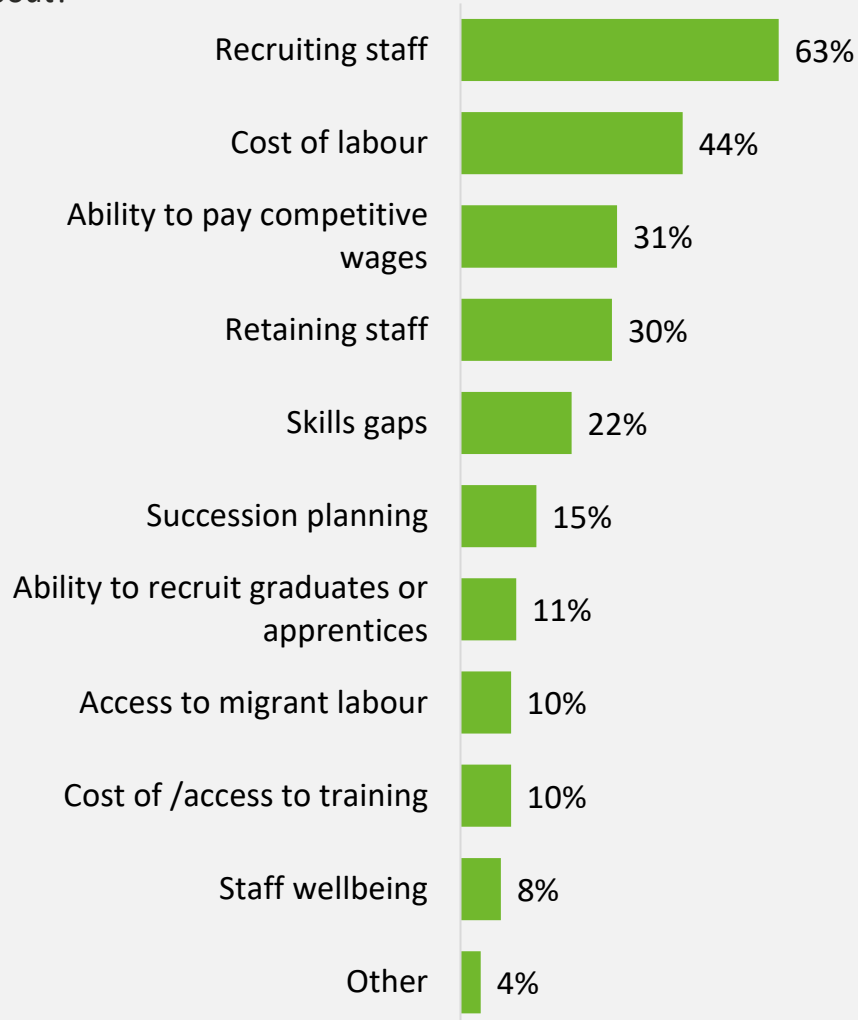 Recruiting staff 63%
Cost of labour 44%
Ability to pay competitive
wages 31%
Retaining staff 30%
Skills gaps 22%
Succession planning 15%
Ability to recruit graduates or
apprentices 11%
Access to migrant labour 10%
Cost of /access to training 10%
Staff wellbeing 8%
Other 4%